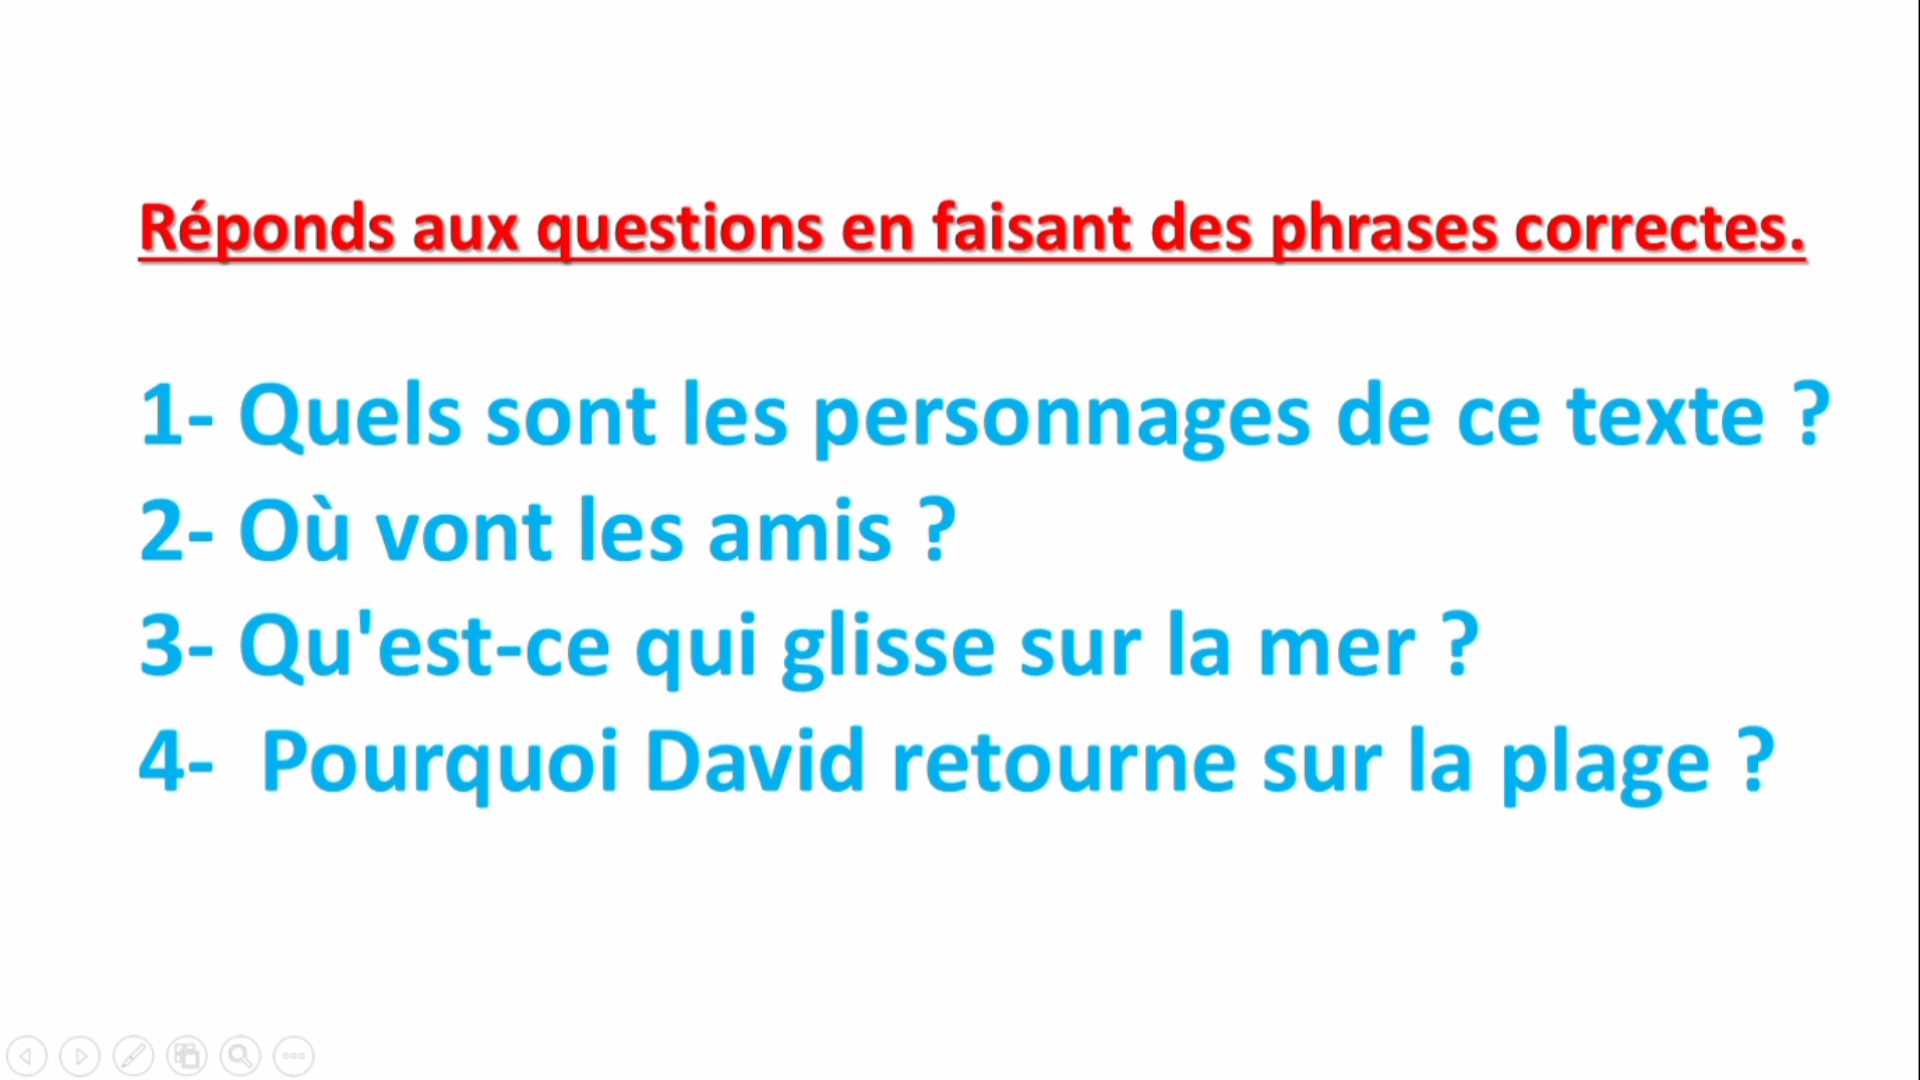 Réponds aux questions en faisant des phrases correctes.
1- Quels sont les personnages de ce texte ?
2- Où vont les amis ?
3- Qu'est-ce qui glisse sur la mer ?
4-  Pourquoi David retourne sur la plage ?